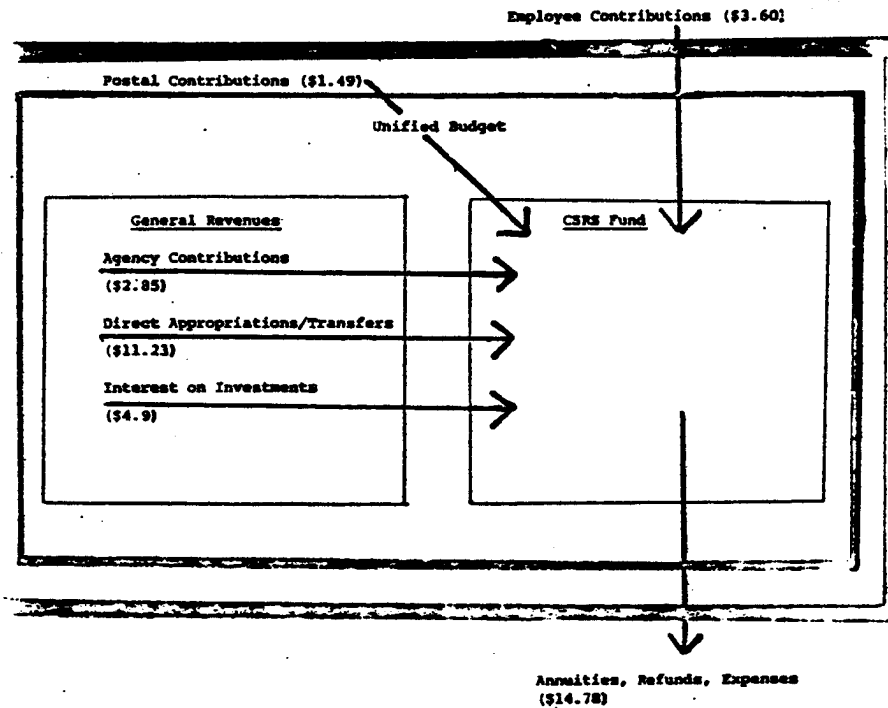 Employee Contributions ($3.60)
Postal Contributions ($1.49)
Unified Budget
General Revenues
Agency Contributions
($2.85)
Direct Appropriations/Transfers
($11.23)
Interest on Investments
($4.9)
CSRS Fund
Annuities, Refunds, Expenses
($14.78)